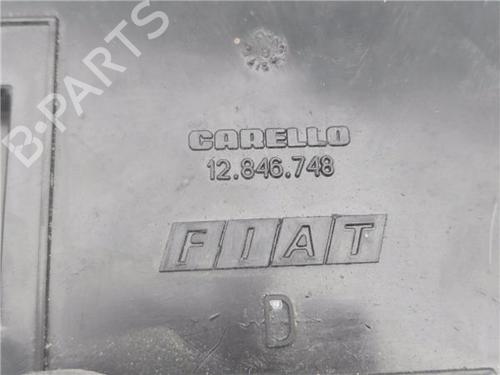 B-PARTS
CARELLO
12.846.748
FIAT
D